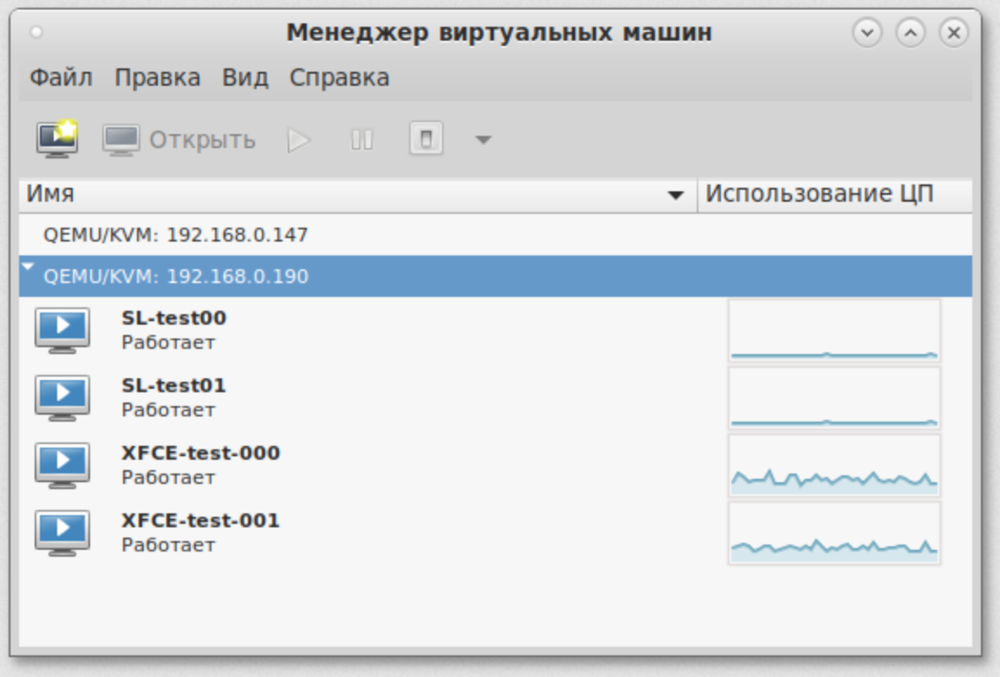 Менеджер виртуальных машин
Файл Правка Вид Справка
Открыть
Имя Использование ЦП
QEMU/KVM: 192.168.0.147
QEMU/KVM: 192.168.0.190
SL-test00
Работает
SL-test01
Работает
XFCE-test-000
Работает
XFCE-test-001
Работает